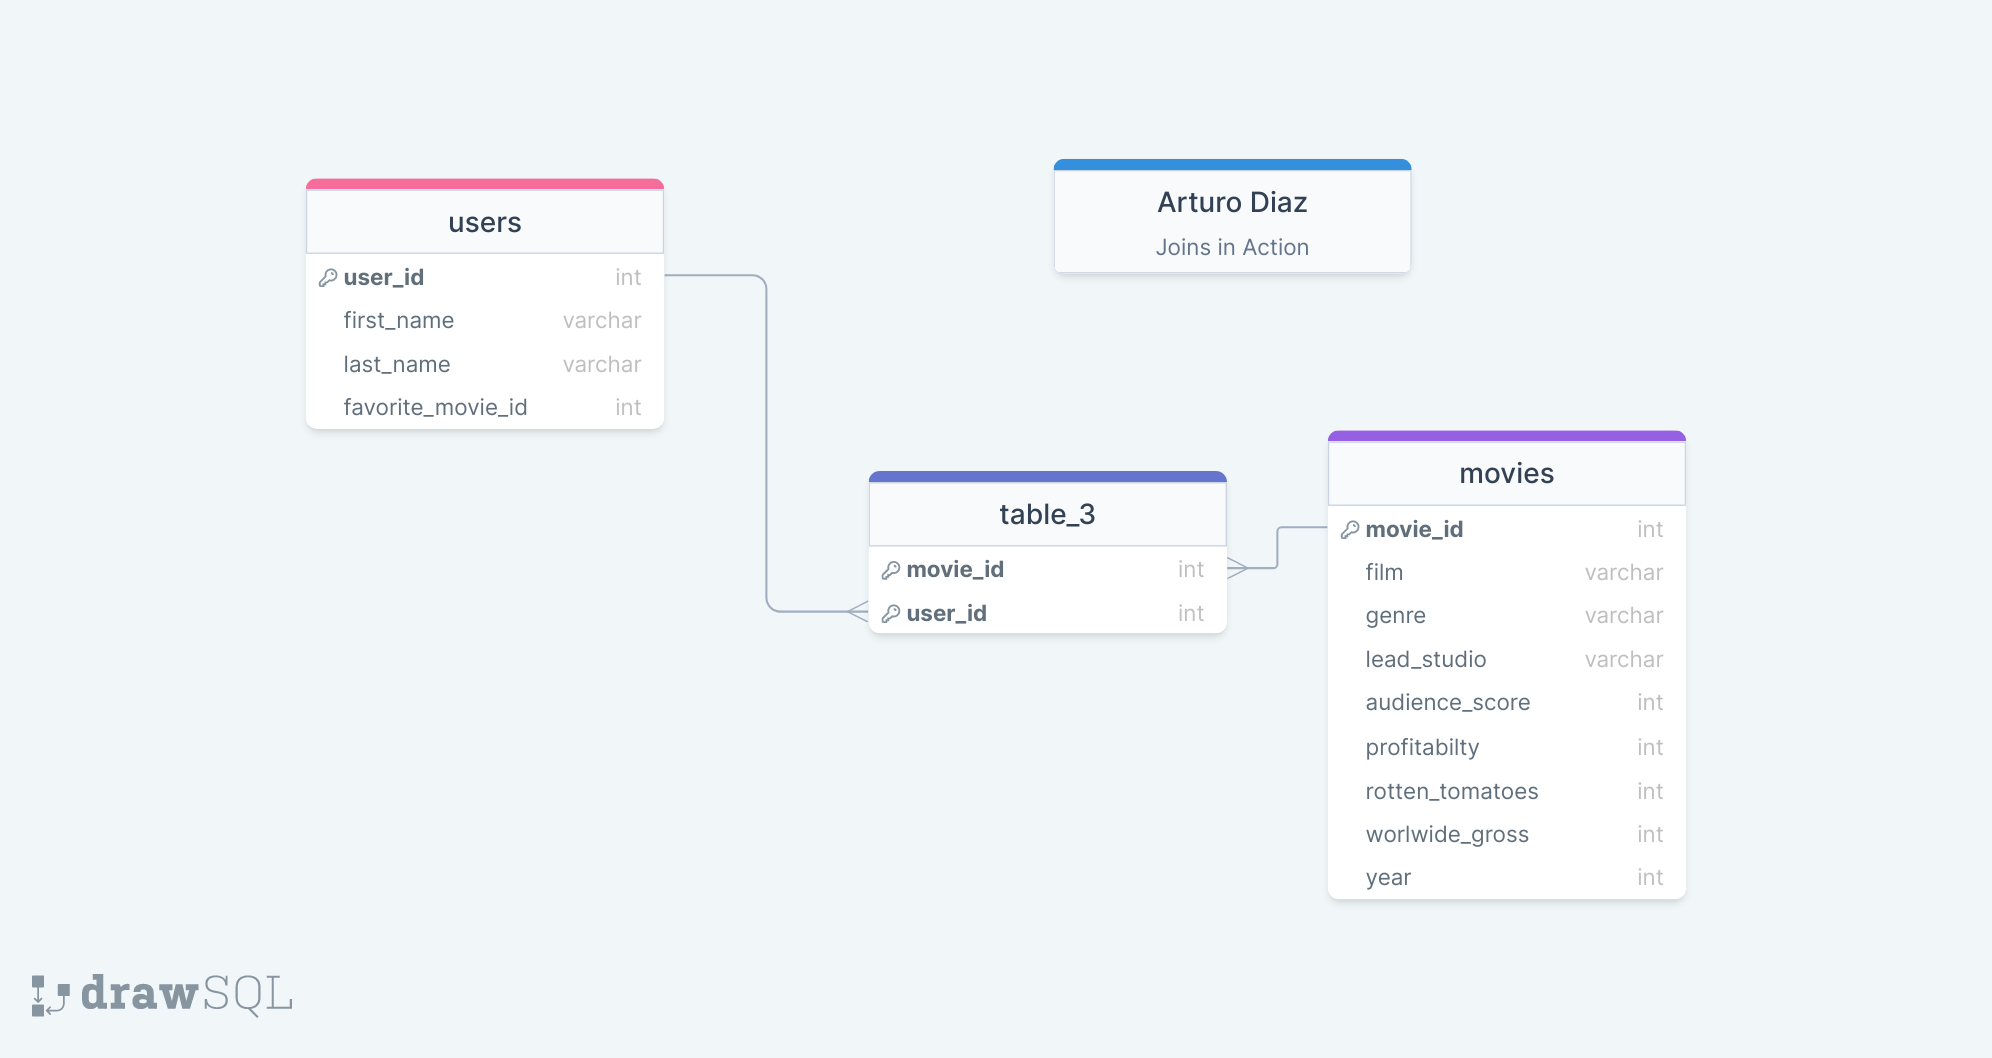 users
user_id int
first_name varchar
last_name varchar
favorite_movie_id int
Arturo Diaz
Joins in Action
table_3
movie_id int
user_id int
movies
movie_id int
film varchar
genre varchar
lead_studio varchar
audience_score int
profitabilty int
rotten_tomatoes int
worlwide_gross int
year int
drawSQL